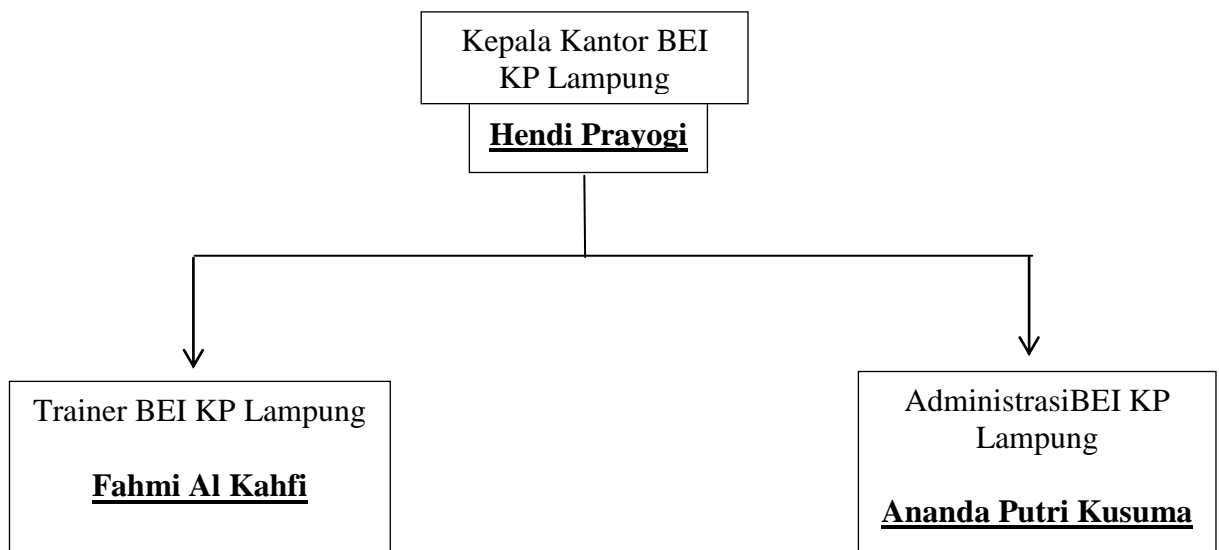 Kepala Kantor BEI
KP Lampung
Hendi Prayogi
Trainer BEI KP Lampung
Fahmi Al Kahfi
AdministrasiBEI KP
Lampung
Ananda Putri Kusuma